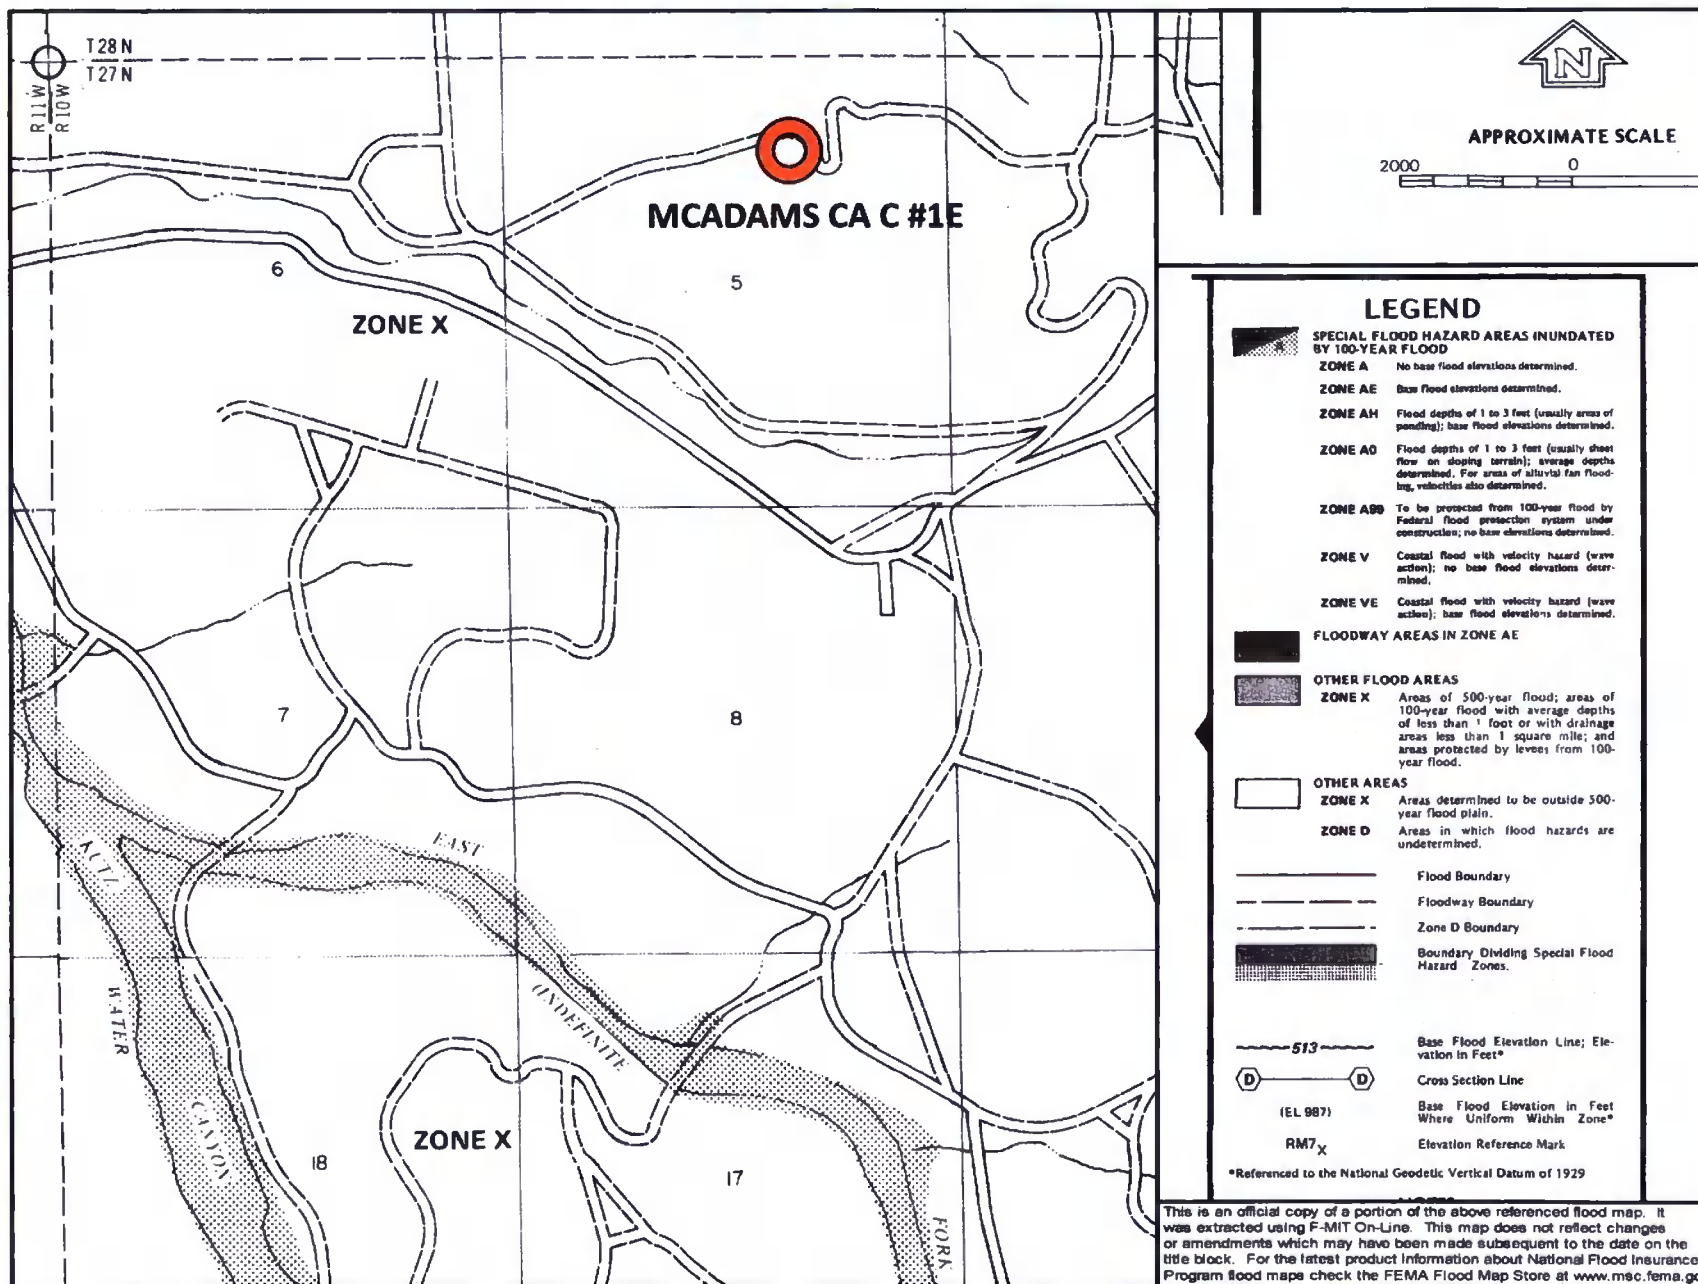 T28N
T27N
R11W
R10W
MCADAMS CA C #1E
6
5
ZONE X
7
8
KUTZ
EAST
WATER
(INDEFINITE
CANYON
ZONE X
18
17
FORK
N
APPROXIMATE SCALE
2000 0
LEGEND
SPECIAL FLOOD HAZARD AREAS INUNDATED
BY 100-YEAR FLOOD
ZONE A No base flood elevations determined.
ZONE AE Base flood elevations determined.
ZONE AH Flood depths of 1 to 3 feet (usually areas of
ponding); base flood elevations determined.
ZONE AO Flood depths of 1 to 3 feet (usually sheet
flow on sloping terrain); average depths
determined. For areas of alluvial fan flood-
ing, velocities also determined.
ZONE A99 To be protected from 100-year flood by
Federal flood protection system under
construction; no base elevations determined.
ZONE V Coastal flood with velocity hazard (wave
action); no base flood elevations deter-
mined.
ZONE VE Coastal flood with velocity hazard (wave
action); base flood elevations determined.
FLOODWAY AREAS IN ZONE AE
OTHER FLOOD AREAS
ZONE X Areas of 500-year flood; areas of
100-year flood with average depths
of less than 1 foot or with drainage
areas less than 1 square mile; and
areas protected by levees from 100-
year flood.
OTHER AREAS
ZONE X Areas determined to be outside 500-
year flood plain.
ZONE D Areas in which flood hazards are
undetermined.
Flood Boundary
Floodway Boundary
Zone D Boundary
Boundary Dividing Special Flood
Hazard Zones.
513 Base Flood Elevation Line; Ele-
vation in Feet*
D D Cross Section Line
(EL 987) Base Flood Elevation in Feet
Where Uniform Within Zone*
RM7X Elevation Reference Mark
*Referenced to the National Geodetic Vertical Datum of 1929
This is an official copy of a portion of the above referenced flood map. It
was extracted using F-MIT On-Line. This map does not reflect changes
or amendments which may have been made subsequent to the date on the
title block. For the latest product information about National Flood Insurance
Program flood maps check the FEMA Flood Map Store at www.msc.fema.go